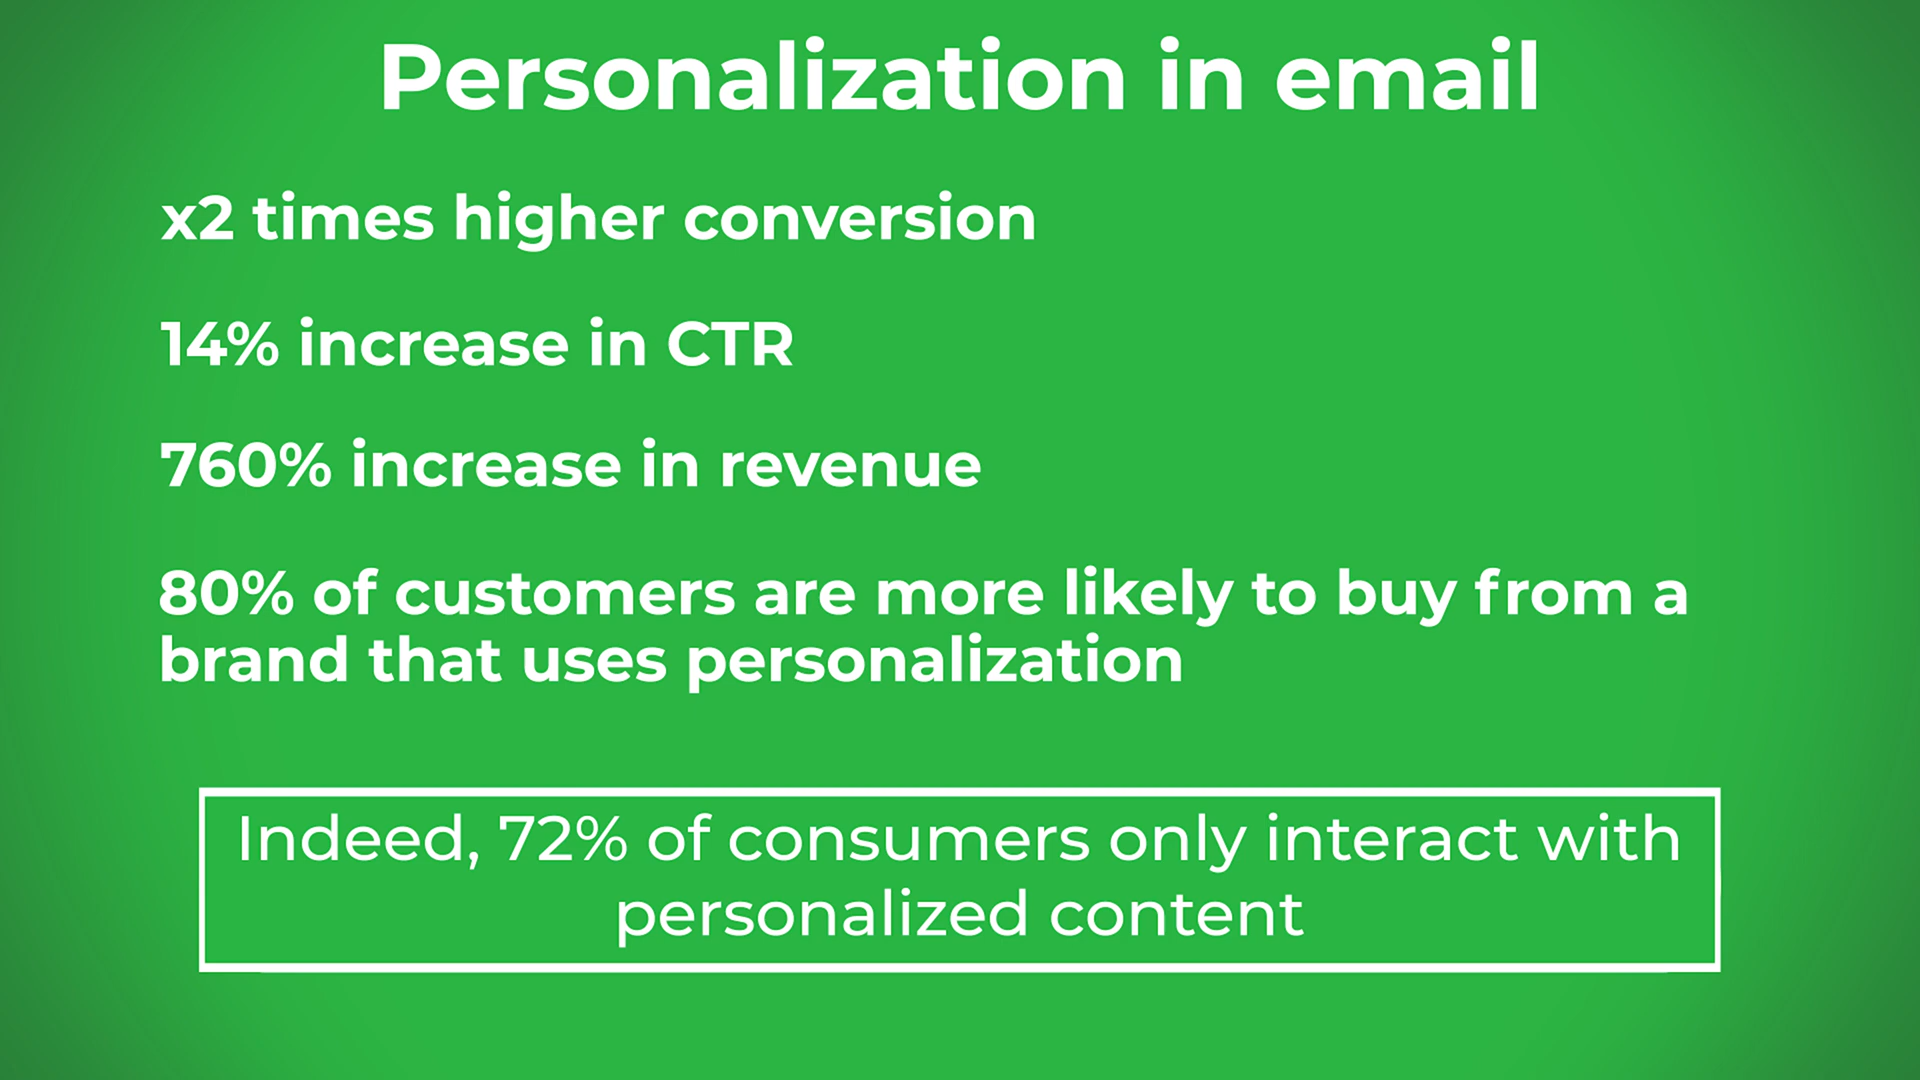 Personalization in email
x2 times higher conversion
14% increase in CTR
760% increase in revenue
80% of customers are more likely to buy from a
brand that uses personalization
Indeed, 72% of consumers only interact with
personalized content